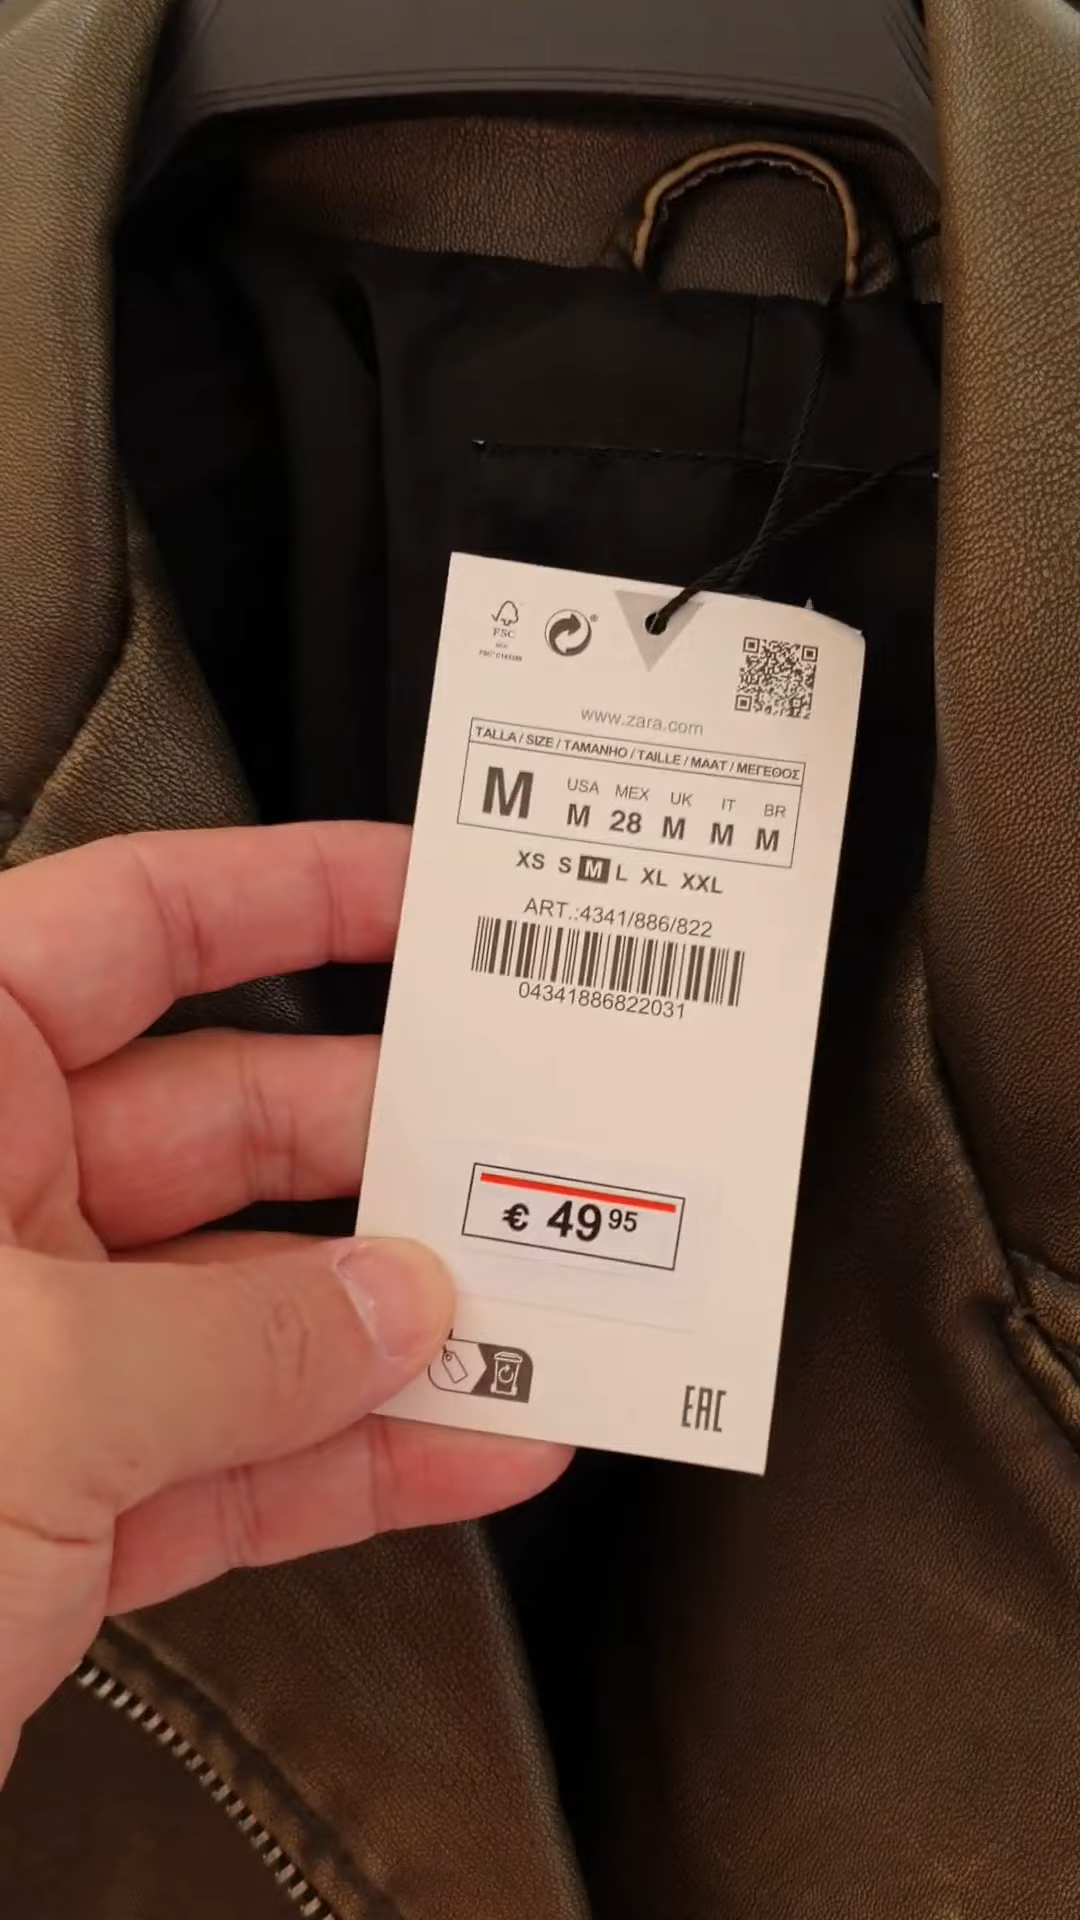 FSC
www.zara.com
TALLA / SIZE / TAMANHO / TAILLE / MAAT / ΜΕΓΕΘΟΣ
M
USA MEX UK IT BR
M 28 M M M
XS S M L XL XXL
ART.:4341/886/822
04341886822031
€ 49 95
EAC